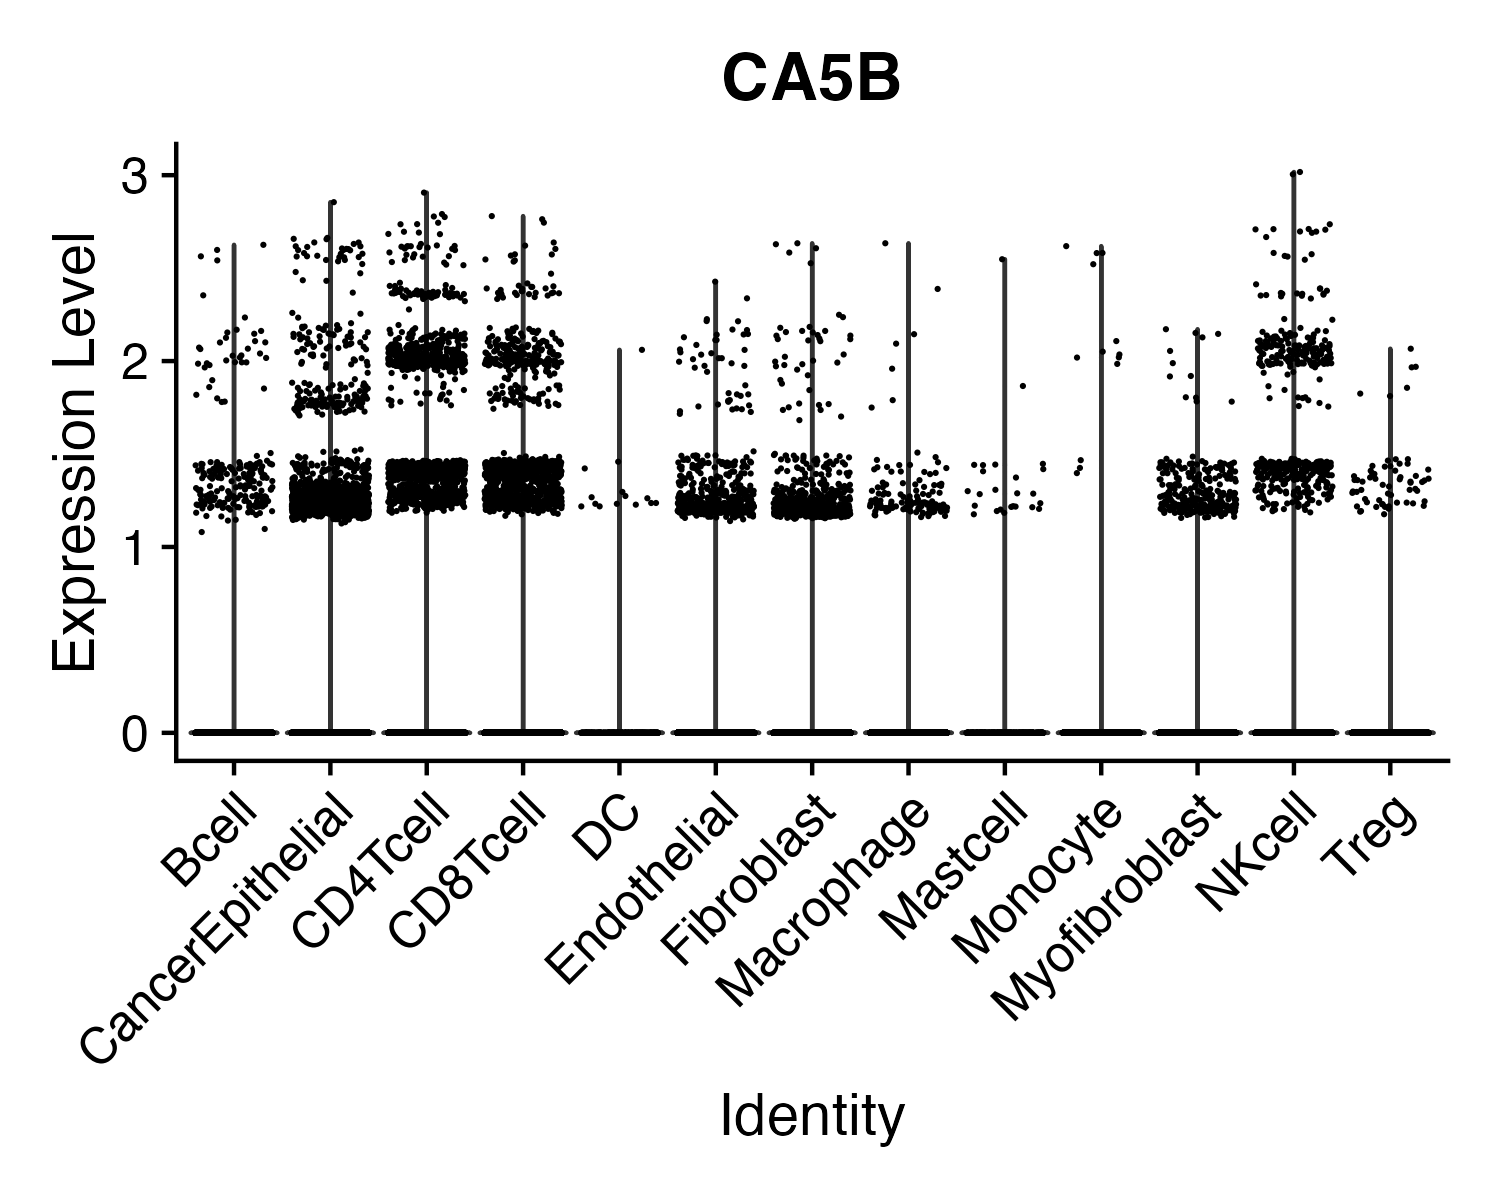 CA5B
Expression Level
3
2
1
0
Bcell
CancerEpithelial
CD4Tcell
CD8Tcell
DC
Endothelial
Fibroblast
Macrophage
Mastcell
Monocyte
Myofibroblast
NKcell
Treg
Identity